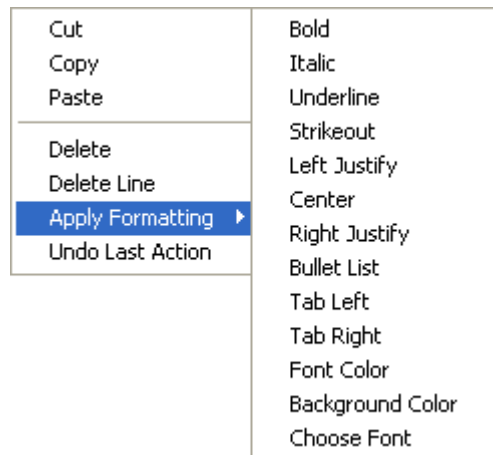 Cut
Copy
Paste
Delete
Delete Line
Apply Formatting
Undo Last Action
Bold
Italic
Underline
Strikeout
Left Justify
Center
Right Justify
Bullet List
Tab Left
Tab Right
Font Color
Background Color
Choose Font